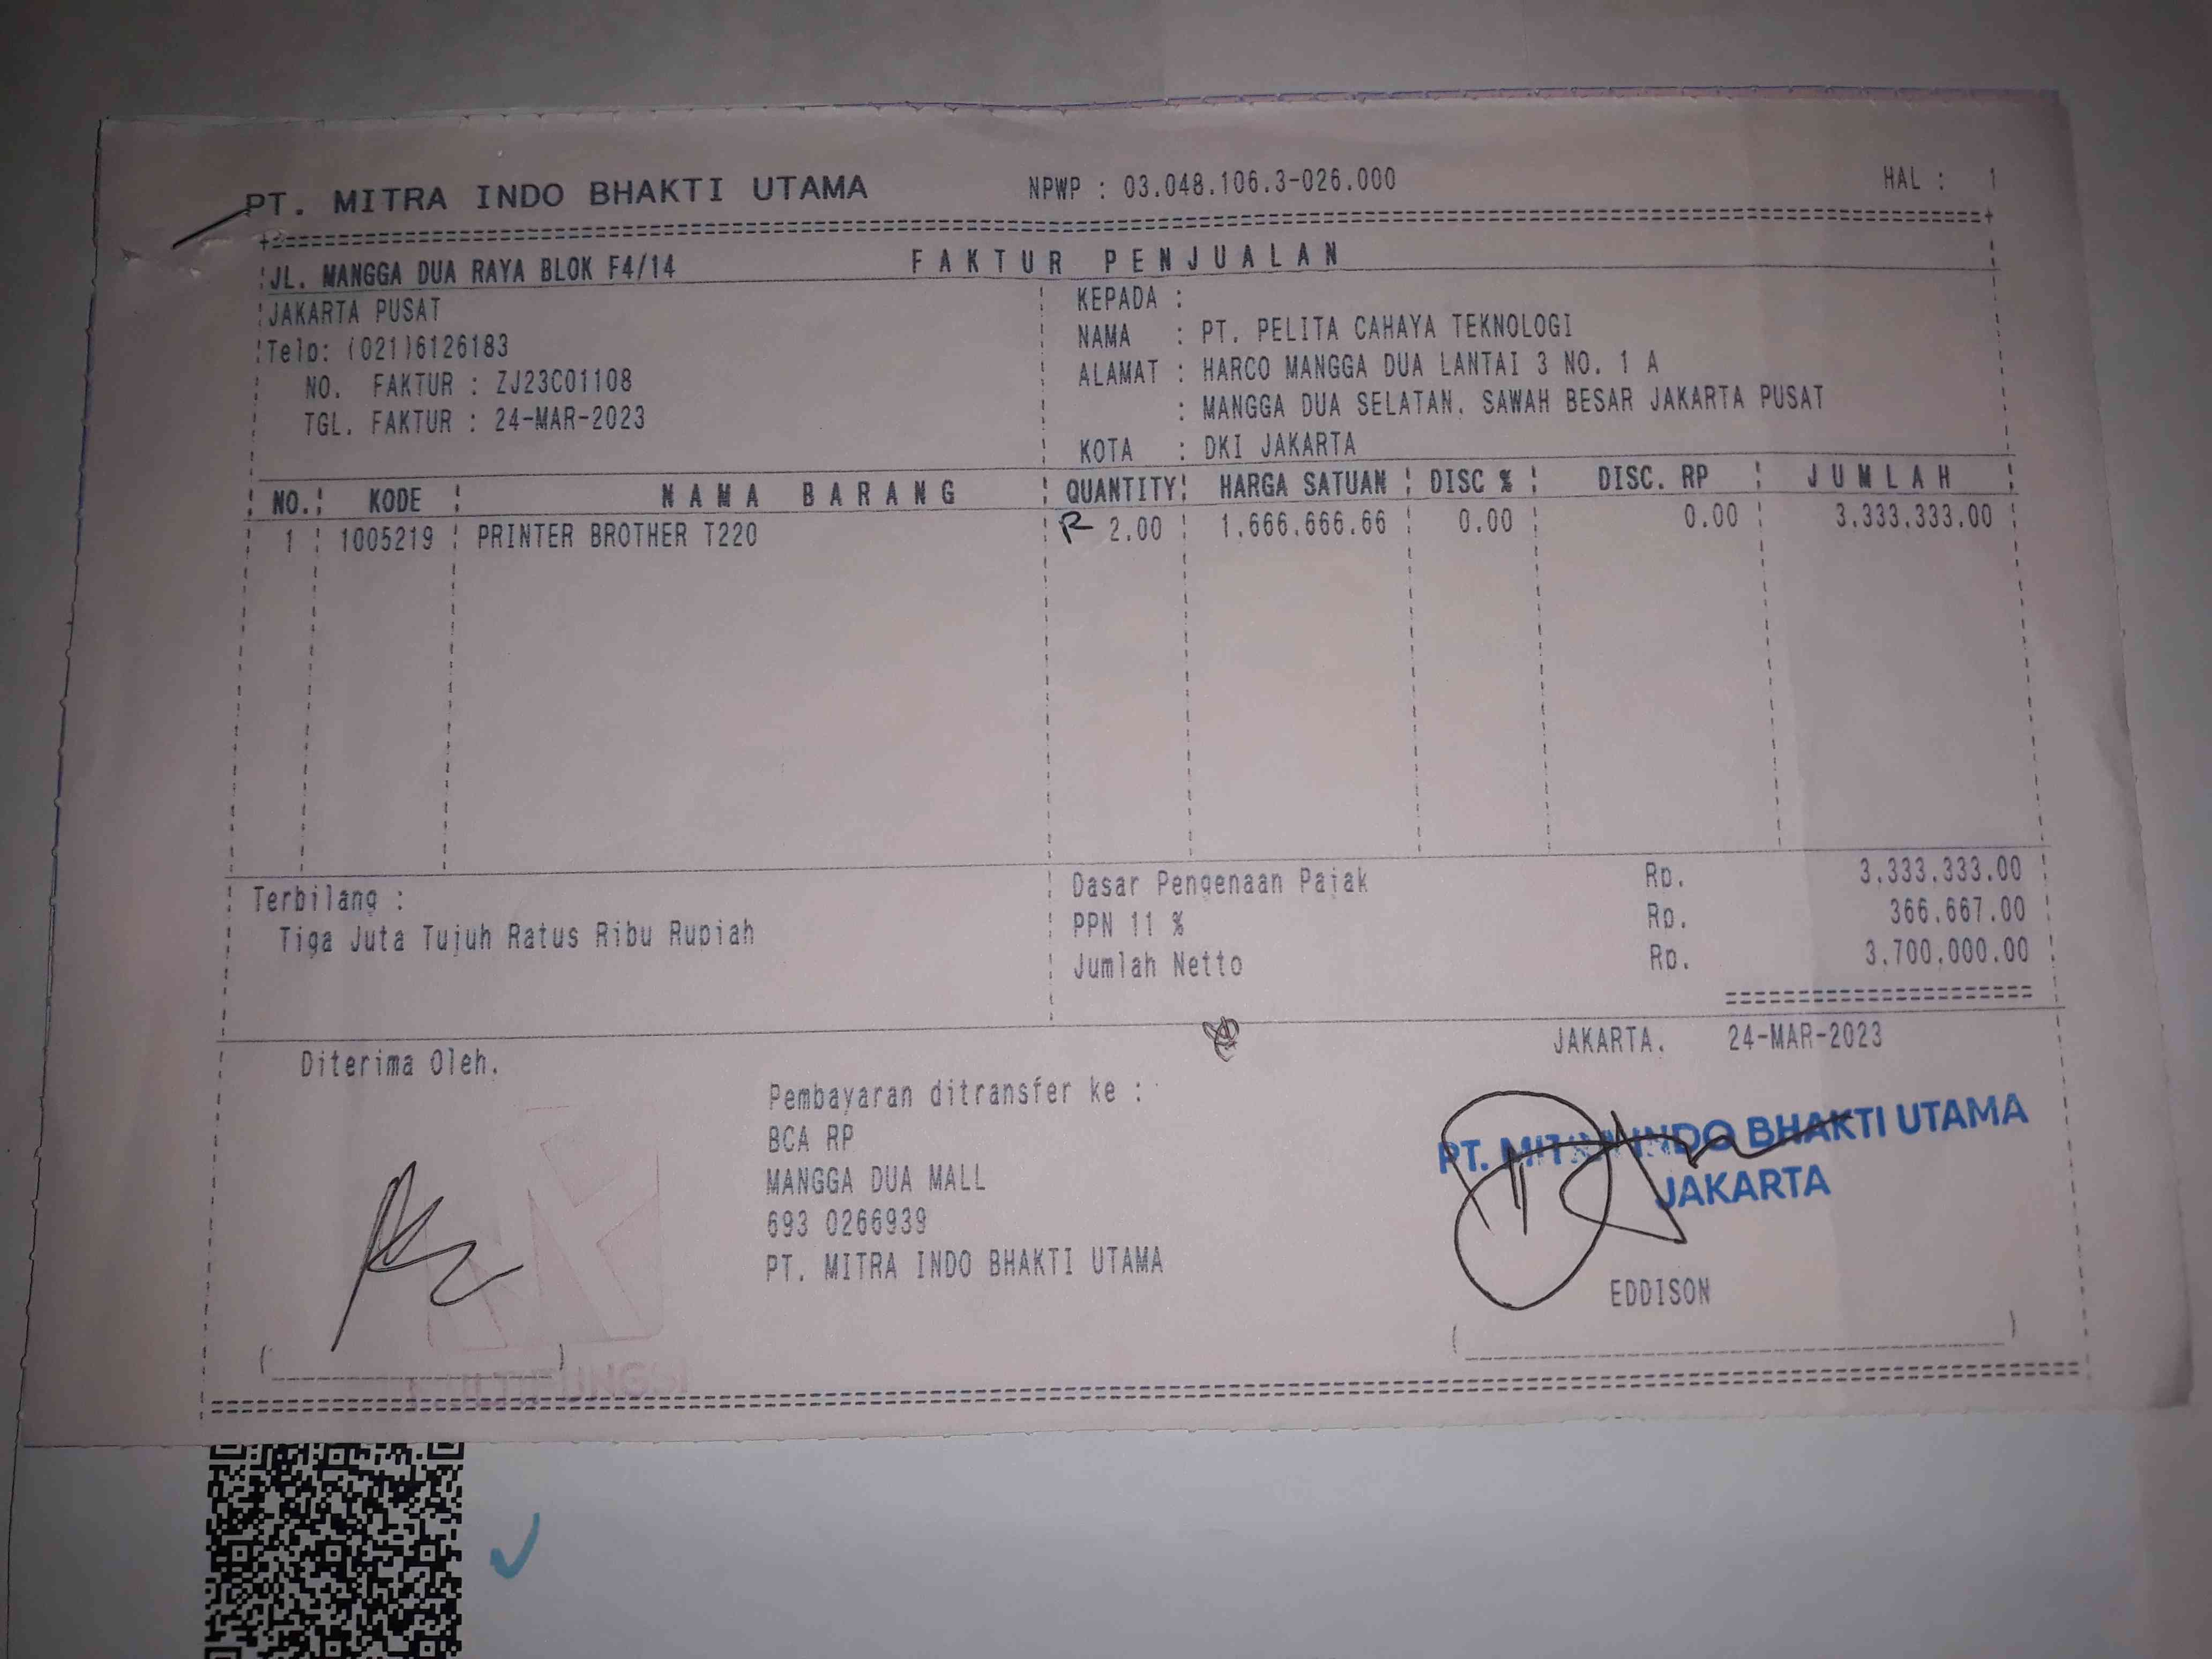 PT. MITRA INDO BHAKTI UTAMA NPWP : 03.048.106.3-026.000 HAL : 1
JL. MANGGA DUA RAYA BLOK F4/14 FAKTUR PENJUALAN
JAKARTA PUSAT
Telp: (021)6126183
NO. FAKTUR : ZJ23C01108
TGL. FAKTUR : 24-MAR-2023
KEPADA :
NAMA : PT. PELITA CAHAYA TEKNOLOGI
ALAMAT : HARCO MANGGA DUA LANTAI 3 NO. 1 A
: MANGGA DUA SELATAN, SAWAH BESAR JAKARTA PUSAT
KOTA : DKI JAKARTA
NO. KODE NAMA BARANG QUANTITY HARGA SATUAN DISC % DISC. RP JUMLAH
1 1005219 PRINTER BROTHER T220 2.00 1,666,666.66 0.00 0.00 3,333,333.00
Terbilang :
Tiga Juta Tujuh Ratus Ribu Rupiah
Dasar Pengenaan Pajak Rp. 3,333,333.00
PPN 11 % Rp. 366,667.00
Jumlah Netto Rp. 3,700,000.00
Diterima Oleh,
Pembayaran ditransfer ke :
BCA RP
MANGGA DUA MALL
693 0266939
PT. MITRA INDO BHAKTI UTAMA
JAKARTA, 24-MAR-2023
PT. MITRA INDO BHAKTI UTAMA
JAKARTA
EDDISON